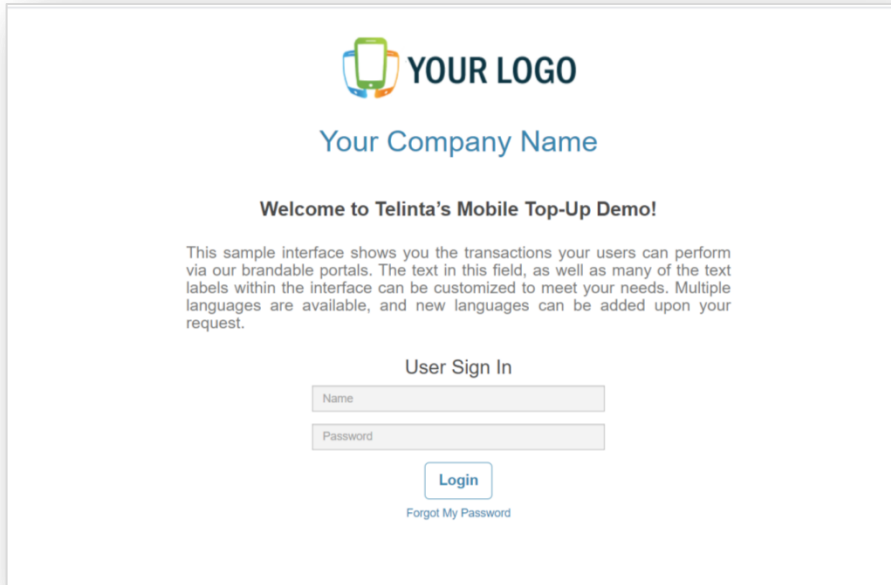 YOUR LOGO
Your Company Name
Welcome to Telinta’s Mobile Top-Up Demo!
This sample interface shows you the transactions your users can perform
via our brandable portals. The text in this field, as well as many of the text
labels within the interface can be customized to meet your needs. Multiple
languages are available, and new languages can be added upon your
request.
User Sign In
Name
Password
Login
Forgot My Password